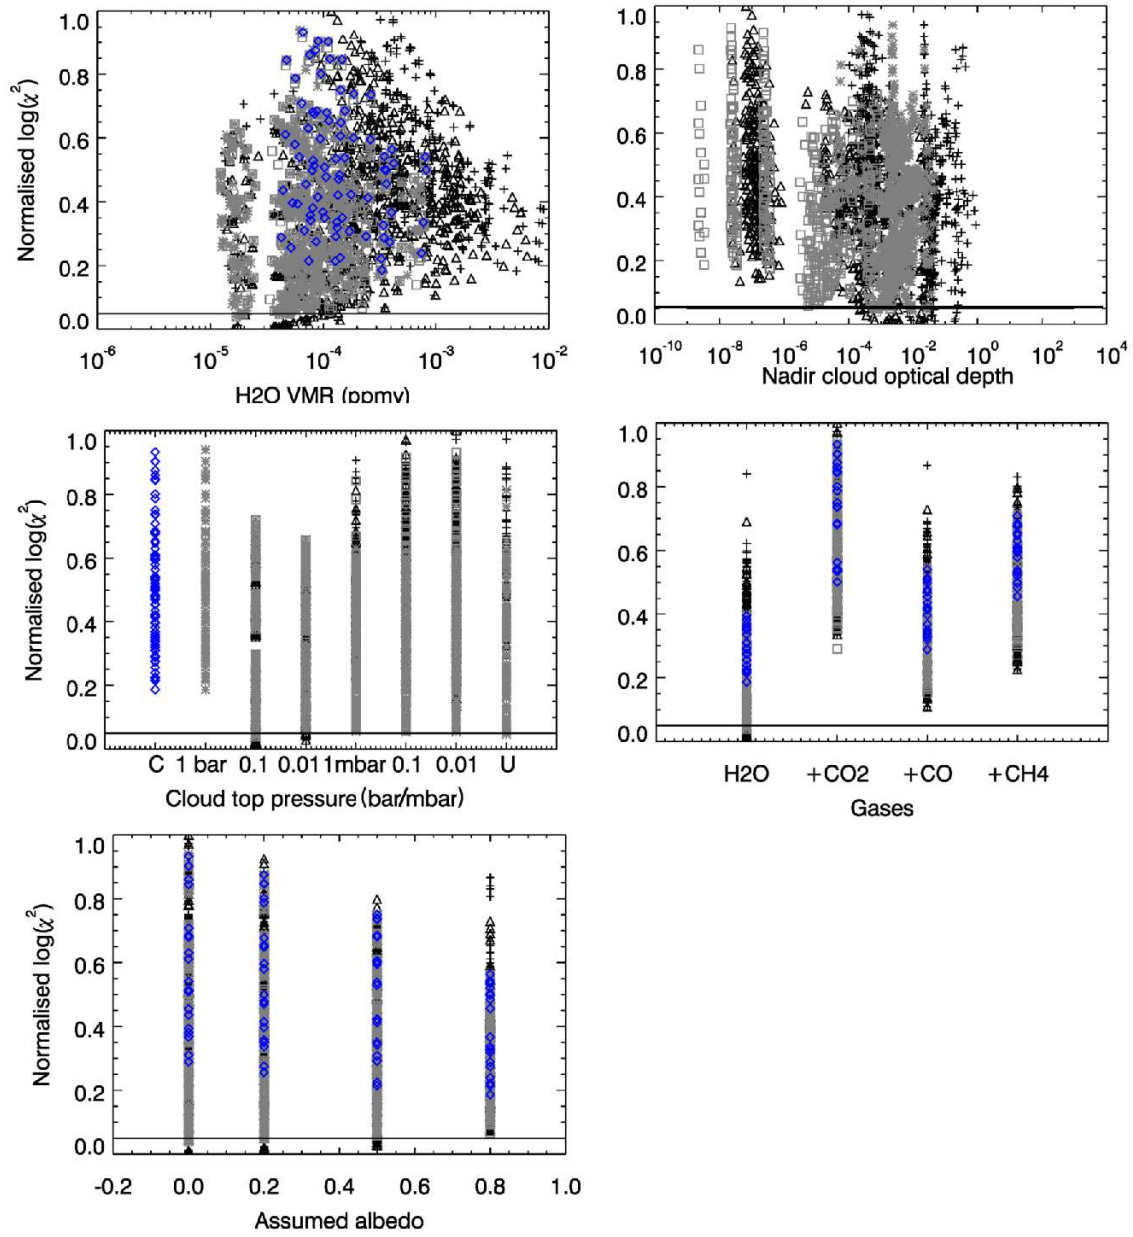 1.0
0.8
0.6
0.4
0.2
0.0
Normalised log(χ²)
10⁻⁶ 10⁻⁵ 10⁻⁴ 10⁻³ 10⁻²
H2O VMR (ppmv)
1.0
0.8
0.6
0.4
0.2
0.0
10⁻¹⁰ 10⁻⁸ 10⁻⁶ 10⁻⁴ 10⁻² 10⁰ 10² 10⁴
Nadir cloud optical depth
1.0
0.8
0.6
0.4
0.2
0.0
Normalised log(χ²)
C 1 bar 0.1 0.01 1mbar 0.1 0.01 U
Cloud top pressure (bar/mbar)
1.0
0.8
0.6
0.4
0.2
0.0
H2O +CO2 +CO +CH4
Gases
1.0
0.8
0.6
0.4
0.2
0.0
Normalised log(χ²)
-0.2 0.0 0.2 0.4 0.6 0.8 1.0
Assumed albedo